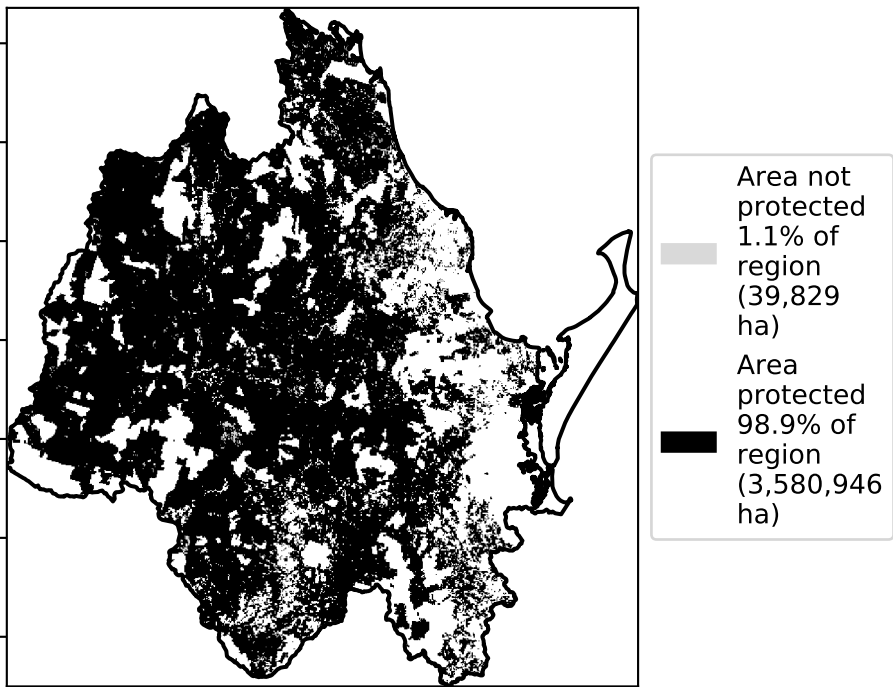 Area not
protected
1.1% of
region
(39,829
ha)
Area
protected
98.9% of
region
(3,580,946
ha)